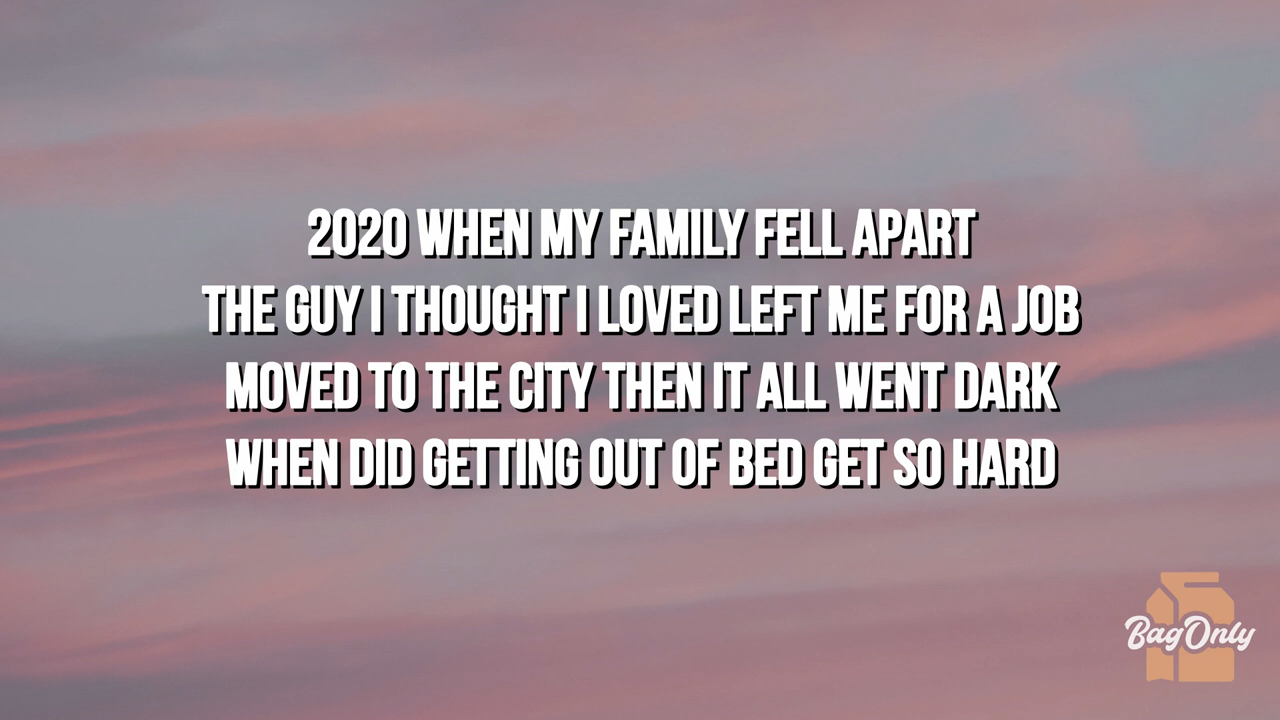 2020 WHEN MY FAMILY FELL APART
THE GUY I THOUGHT I LOVED LEFT ME FOR A JOB
MOVED TO THE CITY THEN IT ALL WENT DARK
WHEN DID GETTING OUT OF BED GET SO HARD
BagOnly